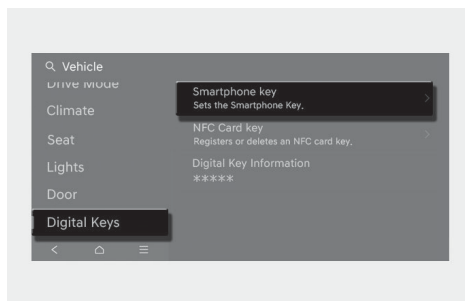 Vehicle
Drive Mode
Climate
Seat
Lights
Door
Digital Keys
Smartphone key
Sets the Smartphone Key.
NFC Card key
Registers or deletes an NFC card key.
Digital Key Information
*****